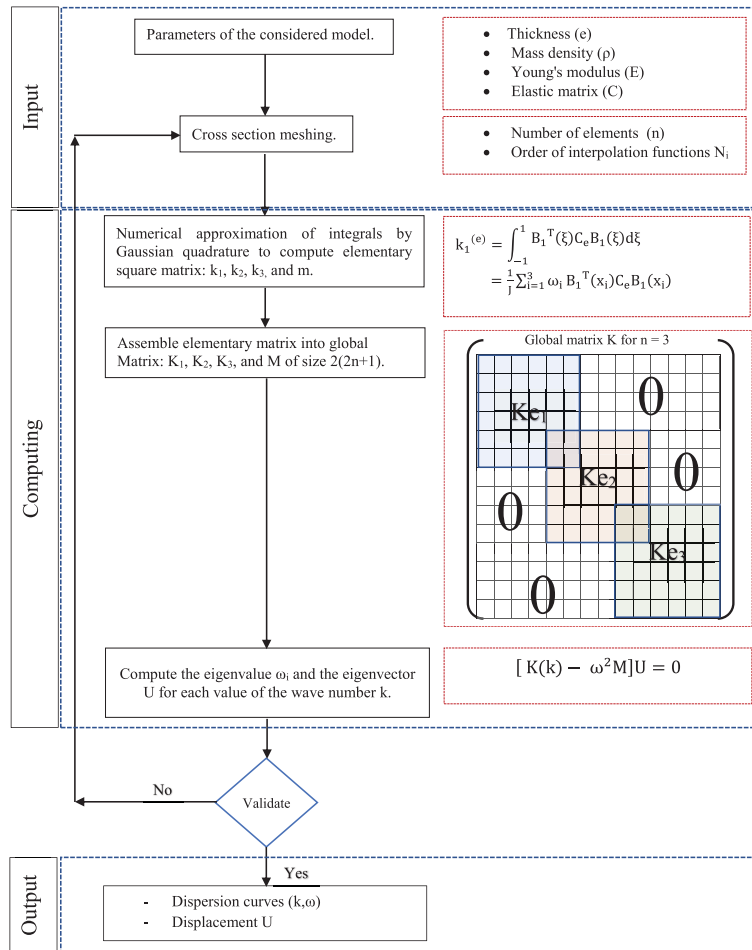 Input
Parameters of the considered model.
• Thickness (e)
• Mass density (ρ)
• Young's modulus (E)
• Elastic matrix (C)
Cross section meshing.
• Number of elements (n)
• Order of interpolation functions Nᵢ
Computing
Numerical approximation of integrals by
Gaussian quadrature to compute elementary
square matrix: k₁, k₂, k₃, and m.
k₁⁽ᵉ⁾ = ∫₋₁¹ B₁ᵀ(ξ)CₑB₁(ξ)dξ
= 1/J ∑ᵢ₌₁³ ωᵢ B₁ᵀ(xᵢ)CₑB₁(xᵢ)
Assemble elementary matrix into global
Matrix: K₁, K₂, K₃, and M of size 2(2n+1).
Global matrix K for n = 3
Ke₁
0
Ke₂
0
0
Ke₃
0
Compute the eigenvalue ωᵢ and the eigenvector
U for each value of the wave number k.
[ K(k) − ω²M]U = 0
No
Validate
Yes
Output
- Dispersion curves (k,ω)
- Displacement U